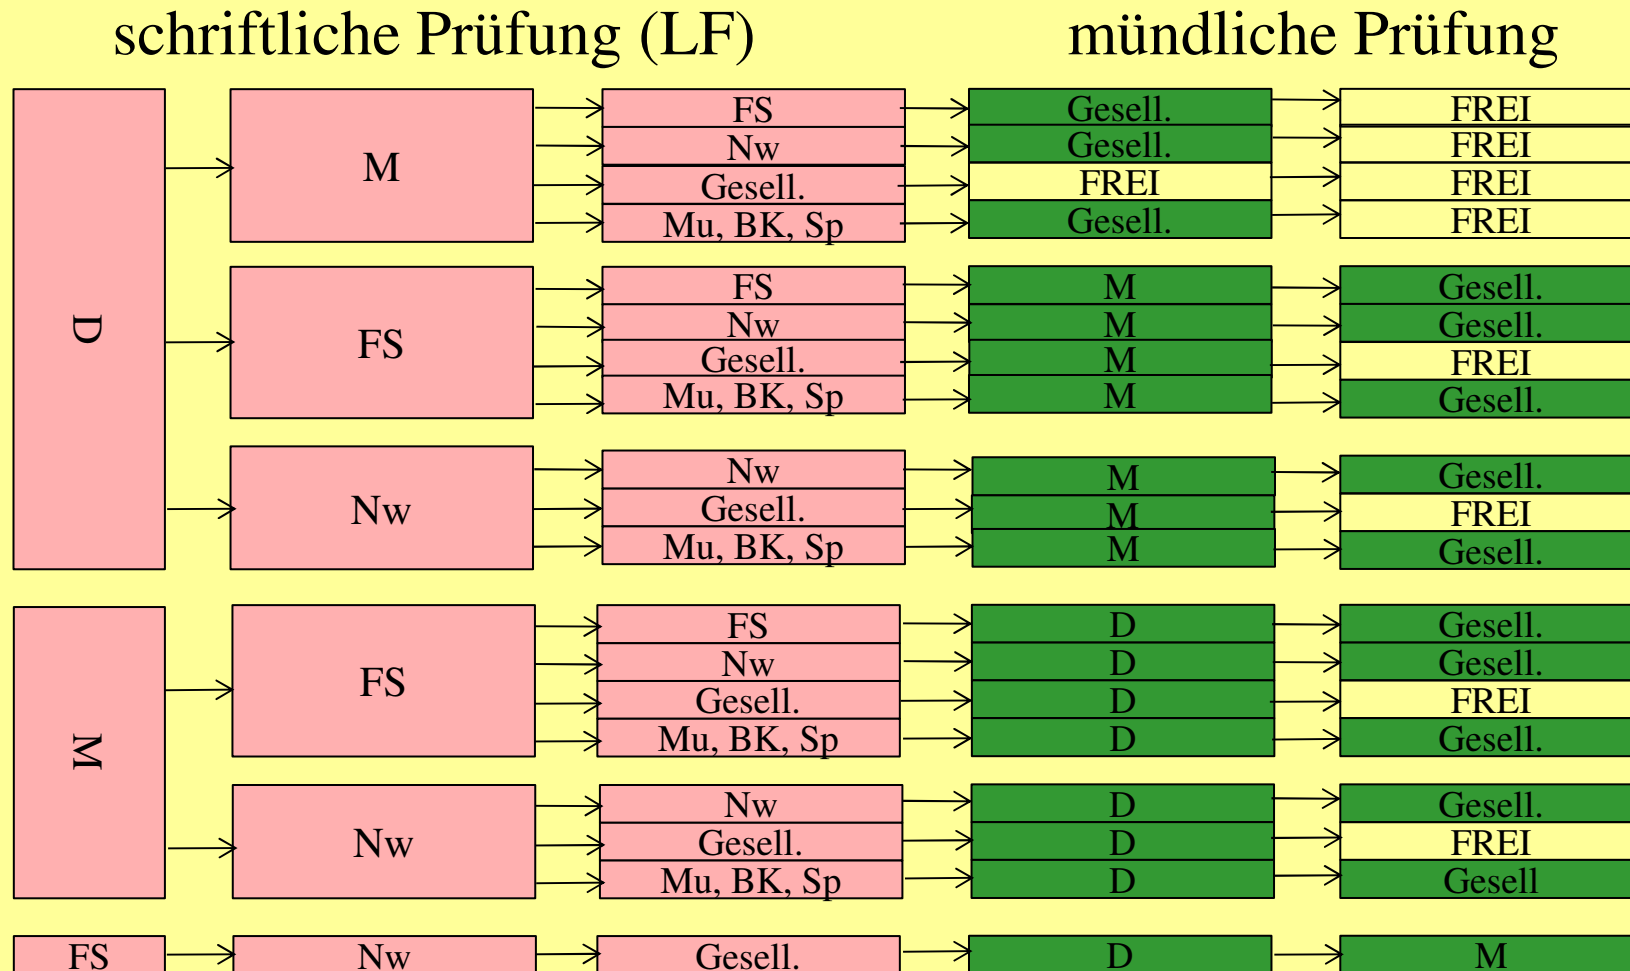 schriftliche Prüfung (LF) mündliche Prüfung
D
M
FS Gesell. FREI
Nw Gesell. FREI
Gesell. FREI FREI
Mu, BK, Sp Gesell. FREI
FS
FS M Gesell.
Nw M Gesell.
Gesell. M FREI
Mu, BK, Sp M Gesell.
Nw
Nw M Gesell.
Gesell. M FREI
Mu, BK, Sp M Gesell.
M
FS
FS D Gesell.
Nw D Gesell.
Gesell. D FREI
Mu, BK, Sp D Gesell.
Nw
Nw D Gesell.
Gesell. D FREI
Mu, BK, Sp D Gesell
FS Nw Gesell. D M